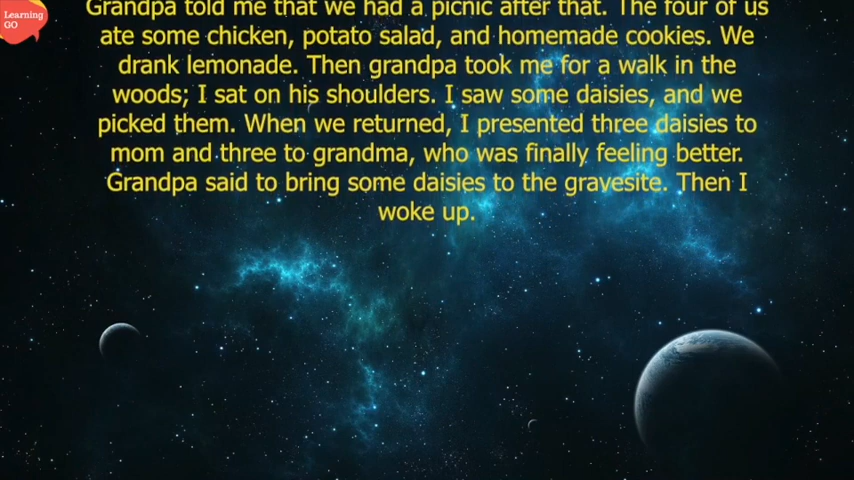 Learning
GO
Grandpa told me that we had a picnic after that. The four of us
ate some chicken, potato salad, and homemade cookies. We
drank lemonade. Then grandpa took me for a walk in the
woods; I sat on his shoulders. I saw some daisies, and we
picked them. When we returned, I presented three daisies to
mom and three to grandma, who was finally feeling better.
Grandpa said to bring some daisies to the gravesite. Then I
woke up.